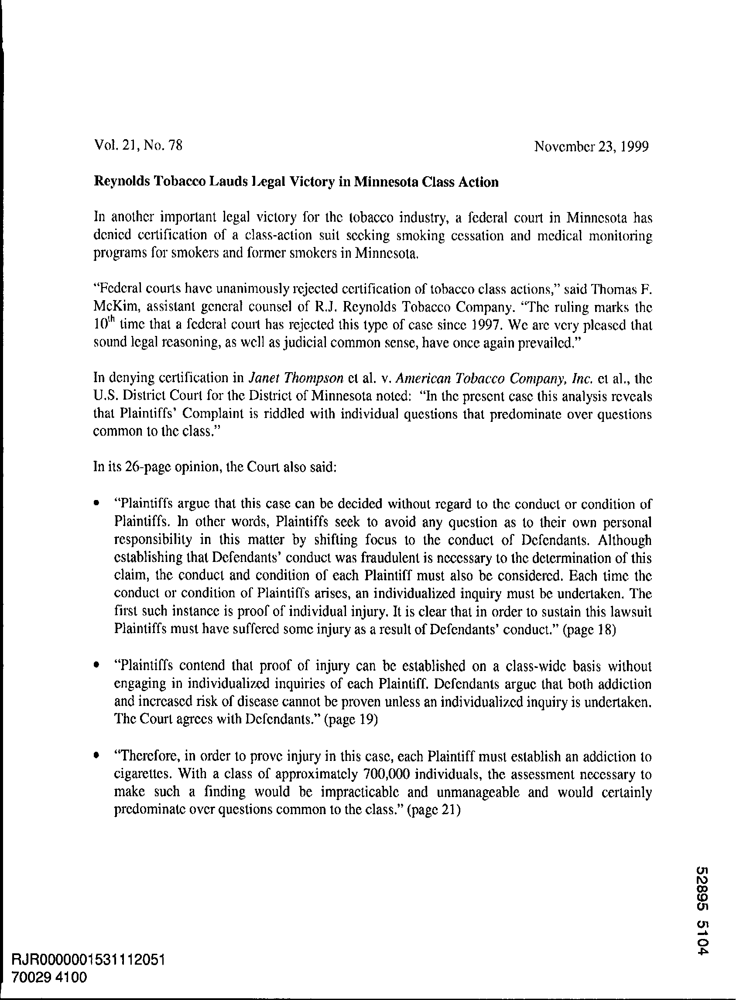 Vol. 21, No. 78
November 23, 1999
Reynolds Tobacco Lauds Legal Victory in Minnesota Class Action
In another important legal victory for the tobacco industry, a federal court in Minnesota has
denied certification of a class-action suit seeking smoking cessation and medical monitoring
programs for smokers and former smokers in Minnesota.
“Federal courts have unanimously rejected certification of tobacco class actions,” said Thomas F.
McKim, assistant general counsel of R.J. Reynolds Tobacco Company. “The ruling marks the
10th time that a federal court has rejected this type of case since 1997. We are very pleased that
sound legal reasoning, as well as judicial common sense, have once again prevailed.”
In denying certification in Janet Thompson et al. v. American Tobacco Company, Inc. et al., the
U.S. District Court for the District of Minnesota noted: “In the present case this analysis reveals
that Plaintiffs’ Complaint is riddled with individual questions that predominate over questions
common to the class.”
In its 26-page opinion, the Court also said:
• “Plaintiffs argue that this case can be decided without regard to the conduct or condition of
Plaintiffs. In other words, Plaintiffs seek to avoid any question as to their own personal
responsibility in this matter by shifting focus to the conduct of Defendants. Although
establishing that Defendants’ conduct was fraudulent is necessary to the determination of this
claim, the conduct and condition of each Plaintiff must also be considered. Each time the
conduct or condition of Plaintiffs arises, an individualized inquiry must be undertaken. The
first such instance is proof of individual injury. It is clear that in order to sustain this lawsuit
Plaintiffs must have suffered some injury as a result of Defendants’ conduct.” (page 18)
• “Plaintiffs contend that proof of injury can be established on a class-wide basis without
engaging in individualized inquiries of each Plaintiff. Defendants argue that both addiction
and increased risk of disease cannot be proven unless an individualized inquiry is undertaken.
The Court agrees with Defendants.” (page 19)
• “Therefore, in order to prove injury in this case, each Plaintiff must establish an addiction to
cigarettes. With a class of approximately 700,000 individuals, the assessment necessary to
make such a finding would be impracticable and unmanageable and would certainly
predominate over questions common to the class.” (page 21)
52895 5104
RJR0000001531112051
70029 4100